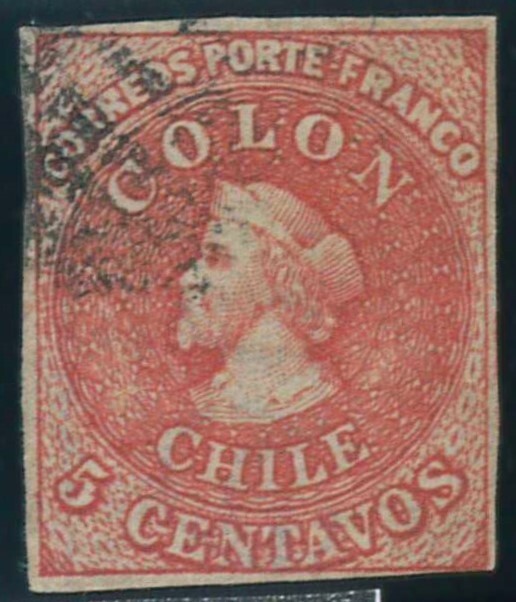 CORREOS PORTE FRANCO
COLON
CHILE
5 CENTAVOS